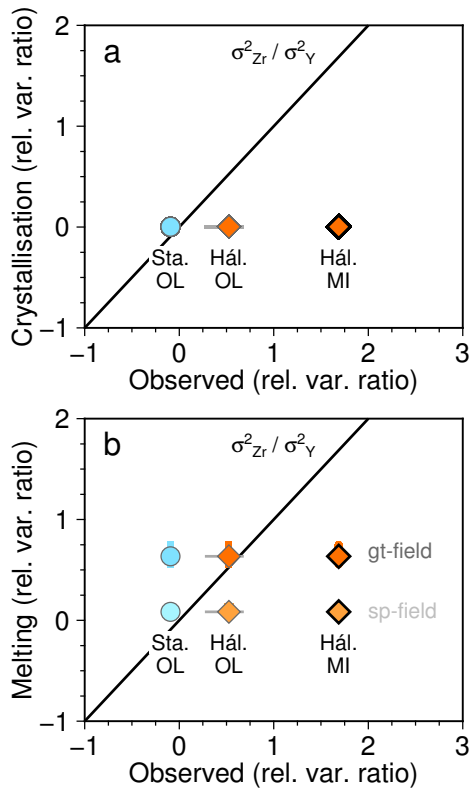 2
a
σ²Zr / σ²Y
1
0
Sta.
OL
Hál.
OL
Hál.
MI
−1
−1
0
1
2
3
Crystallisation (rel. var. ratio)
Observed (rel. var. ratio)
2
b
σ²Zr / σ²Y
1
gt-field
sp-field
0
Sta.
OL
Hál.
OL
Hál.
MI
−1
−1
0
1
2
3
Melting (rel. var. ratio)
Observed (rel. var. ratio)